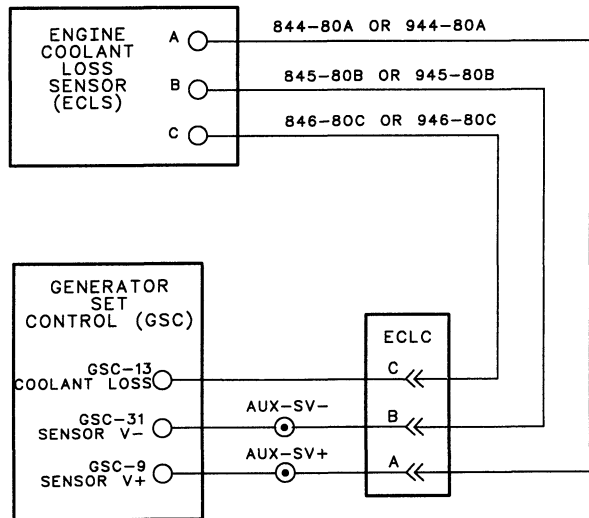 ENGINE
COOLANT
LOSS
SENSOR
(ECLS)
A
B
C
844-80A OR 944-80A
845-80B OR 945-80B
846-80C OR 946-80C
GENERATOR
SET
CONTROL (GSC)
GSC-13
COOLANT LOSS
GSC-31
SENSOR V-
GSC-9
SENSOR V+
AUX-SV-
AUX-SV+
ECLC
C
B
A